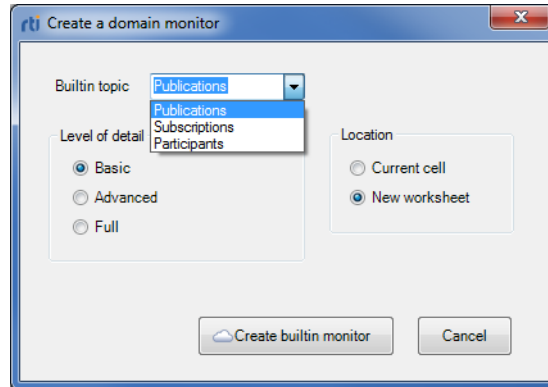 rti Create a domain monitor
Builtin topic Publications
Publications
Subscriptions
Participants
Level of detail
Location
Basic
Current cell
Advanced
New worksheet
Full
Create builtin monitor
Cancel